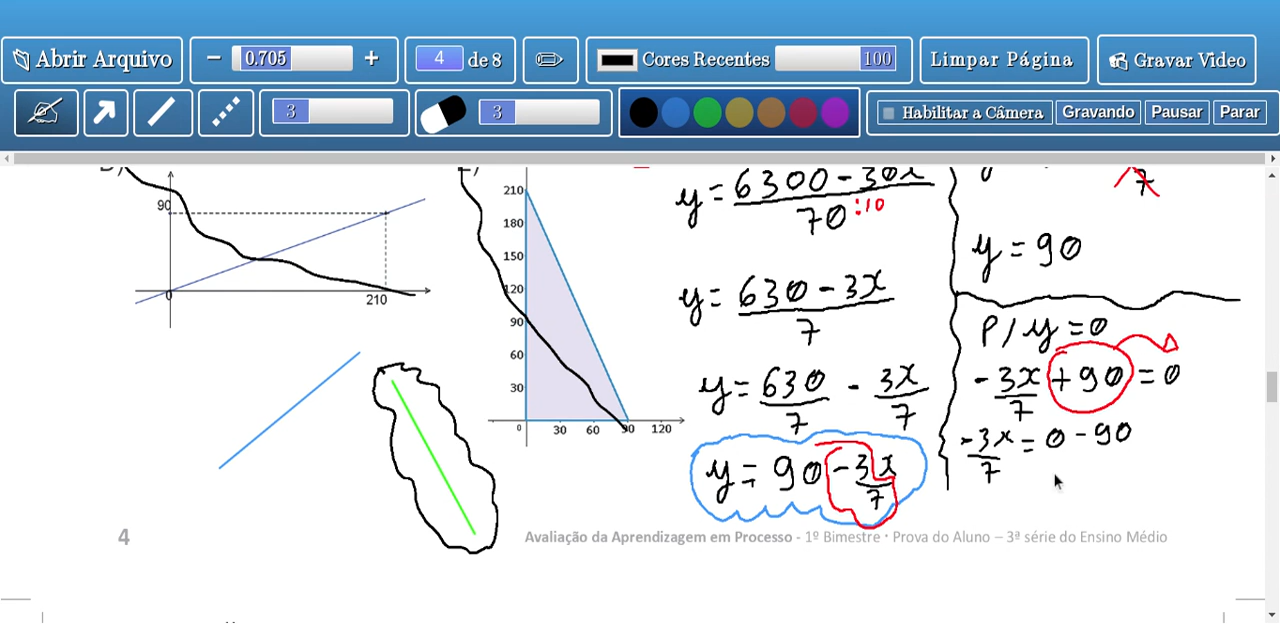 Abrir Arquivo
− 0.705 +
4 de 8
Cores Recentes 100
Limpar Página
Gravar Video
3
3
Habilitar a Câmera
Gravando
Pausar
Parar
90
0
210
210
180
150
120
90
60
30
0 30 60 90 120
y = 6300 - 30x
70 :10
y = 630 - 3x
7
y = 630 - 3x
7 7
y = 90 - 3x
7
7
y = 90
P/ y = 0
- 3x + 90 = 0
7
- 3x = 0 - 90
7
4
Avaliação da Aprendizagem em Processo - 1º Bimestre · Prova do Aluno – 3ª série do Ensino Médio